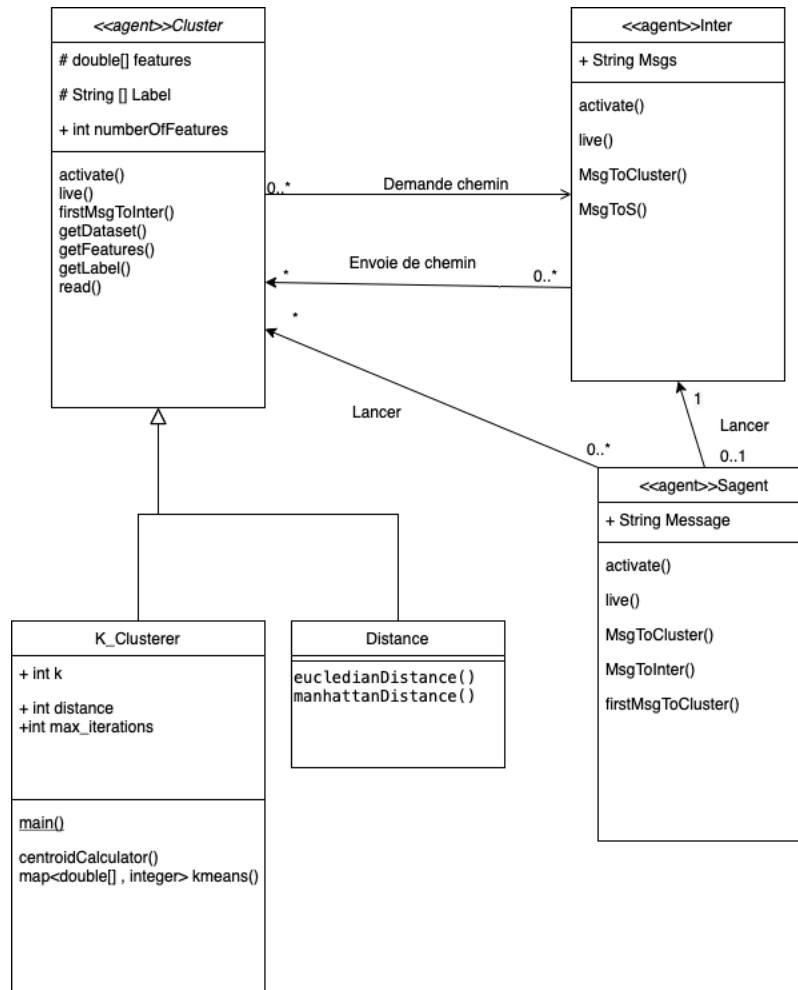 <<agent>>Cluster
# double[] features
# String [] Label
+ int numberOfFeatures
activate()
live()
firstMsgToInter()
getDataset()
getFeatures()
getLabel()
read()
<<agent>>Inter
+ String Msgs
activate()
live()
MsgToCluster()
MsgToS()
0..*
Demande chemin
Envoie de chemin
*
0..*
*
Lancer
0..*
1
Lancer
0..1
<<agent>>Sagent
+ String Message
activate()
live()
MsgToCluster()
MsgToInter()
firstMsgToCluster()
K_Clusterer
+ int k
+ int distance
+int max_iterations
main()
centroidCalculator()
map<double[] , integer> kmeans()
Distance
eucledianDistance()
manhattanDistance()